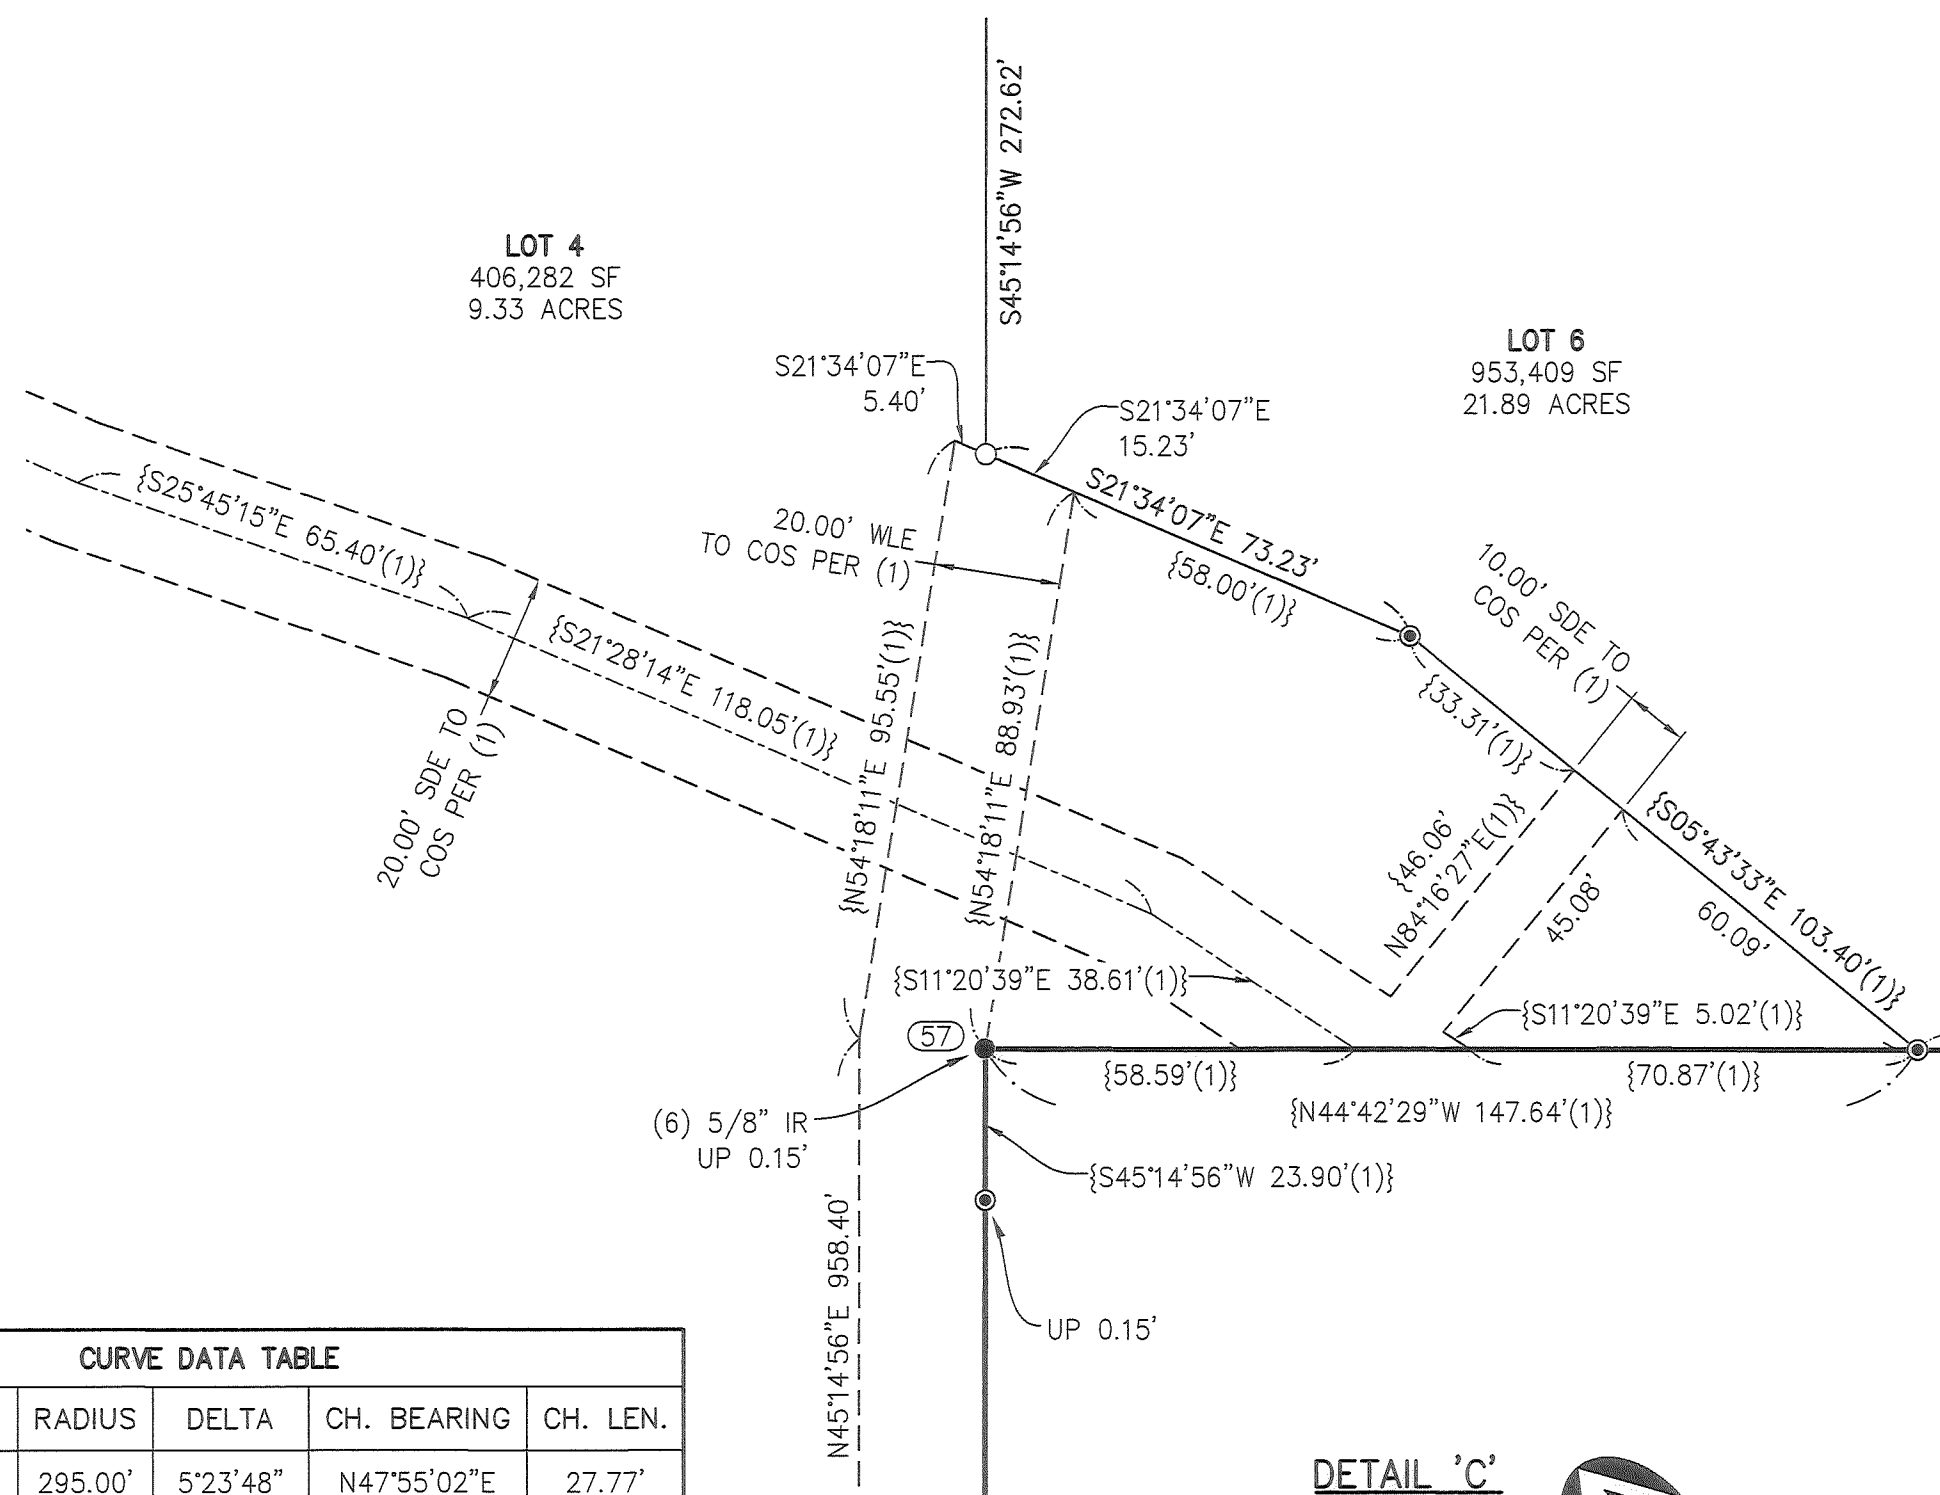 S45°14'56"W 272.62'
LOT 4
406,282 SF
9.33 ACRES
LOT 6
953,409 SF
21.89 ACRES
S21°34'07"E
5.40'
S21°34'07"E
15.23'
S21°34'07"E 73.23'
{58.00'(1)}
{S25°45'15"E 65.40'(1)}
20.00' WLE
TO COS PER (1)
10.00' SDE TO
COS PER (1)
{S21°28'14"E 118.05'(1)}
{N54°18'11"E 95.55'(1)}
{N54°18'11"E 88.93'(1)}
{33.31'(1)}
20.00' SDE TO
COS PER (1)
{46.06'
N84°16'27"E(1)}
45.08'
{S05°43'33"E 103.40'(1)}
60.09'
{S11°20'39"E 38.61'(1)}
{S11°20'39"E 5.02'(1)}
57
{58.59'(1)}
{70.87'(1)}
{N44°42'29"W 147.64'(1)}
(6) 5/8" IR
UP 0.15'
{S45°14'56"W 23.90'(1)}
N45°14'56"E 958.40'
UP 0.15'
CURVE DATA TABLE
RADIUS DELTA CH. BEARING CH. LEN.
295.00' 5°23'48" N47°55'02"E 27.77'
DETAIL 'C'